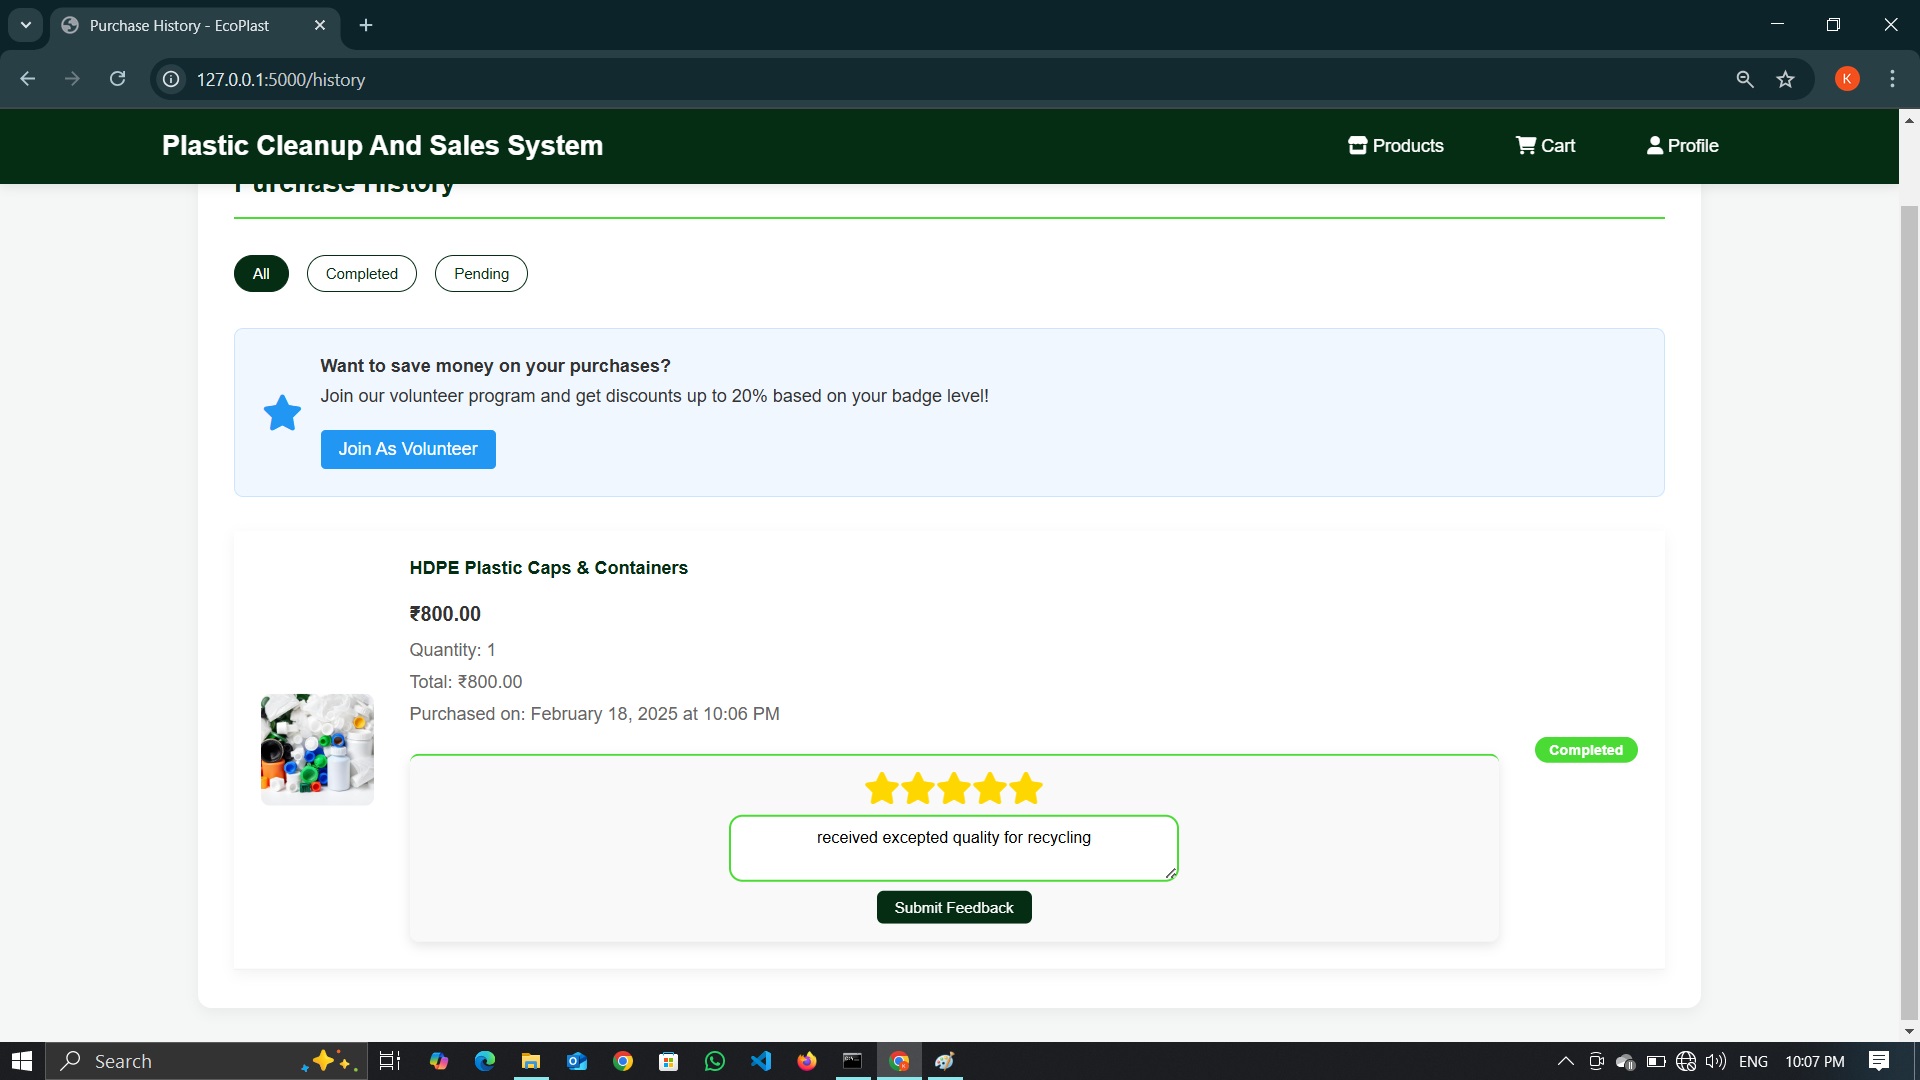 Purchase History - EcoPlast
127.0.0.1:5000/history
K
Plastic Cleanup And Sales System
Products
Cart
Profile
Purchase History
All
Completed
Pending
Want to save money on your purchases?
Join our volunteer program and get discounts up to 20% based on your badge level!
Join As Volunteer
HDPE Plastic Caps & Containers
₹800.00
Quantity: 1
Total: ₹800.00
Purchased on: February 18, 2025 at 10:06 PM
Completed
received excepted quality for recycling
Submit Feedback
Search
ENG
10:07 PM